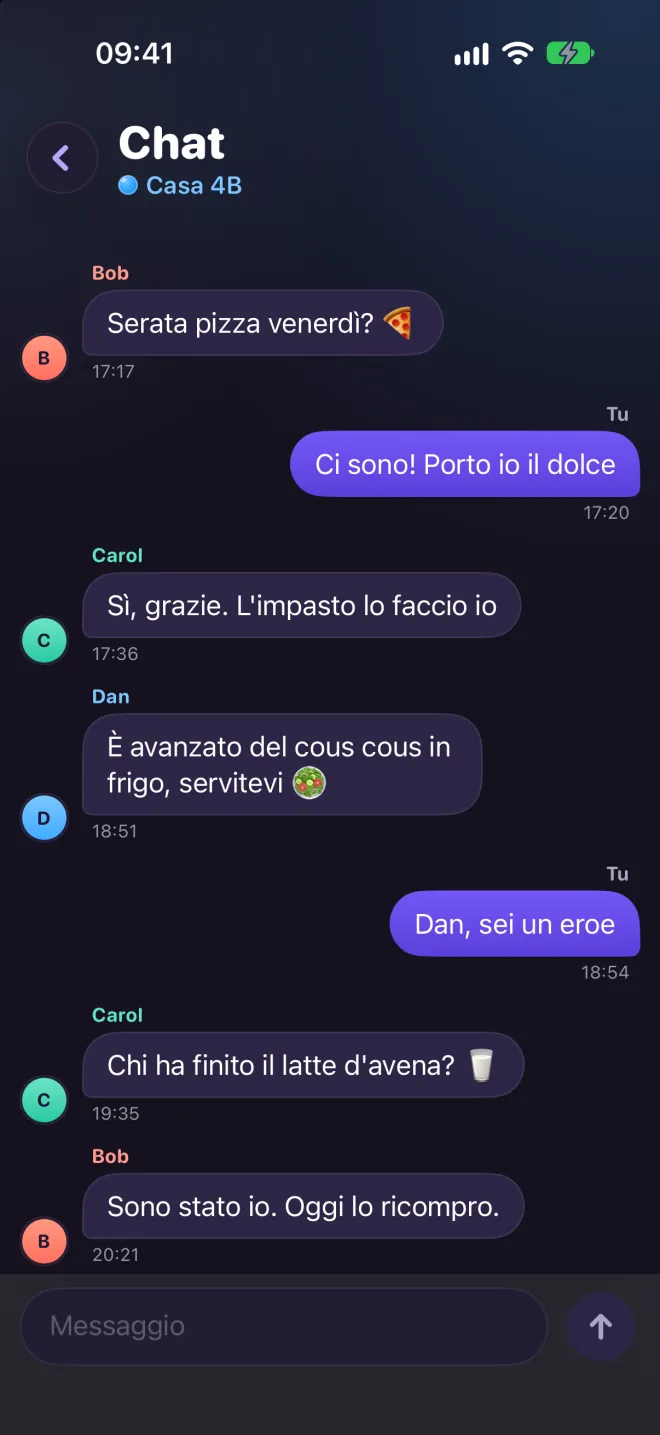 09:41
Chat
Casa 4B
Bob
Serata pizza venerdì? 🍕
B
17:17
Tu
Ci sono! Porto io il dolce
17:20
Carol
Sì, grazie. L'impasto lo faccio io
C
17:36
Dan
È avanzato del cous cous in
frigo, servitevi 🥗
D
18:51
Tu
Dan, sei un eroe
18:54
Carol
Chi ha finito il latte d'avena? 🥛
C
19:35
Bob
Sono stato io. Oggi lo ricompro.
B
20:21
Messaggio